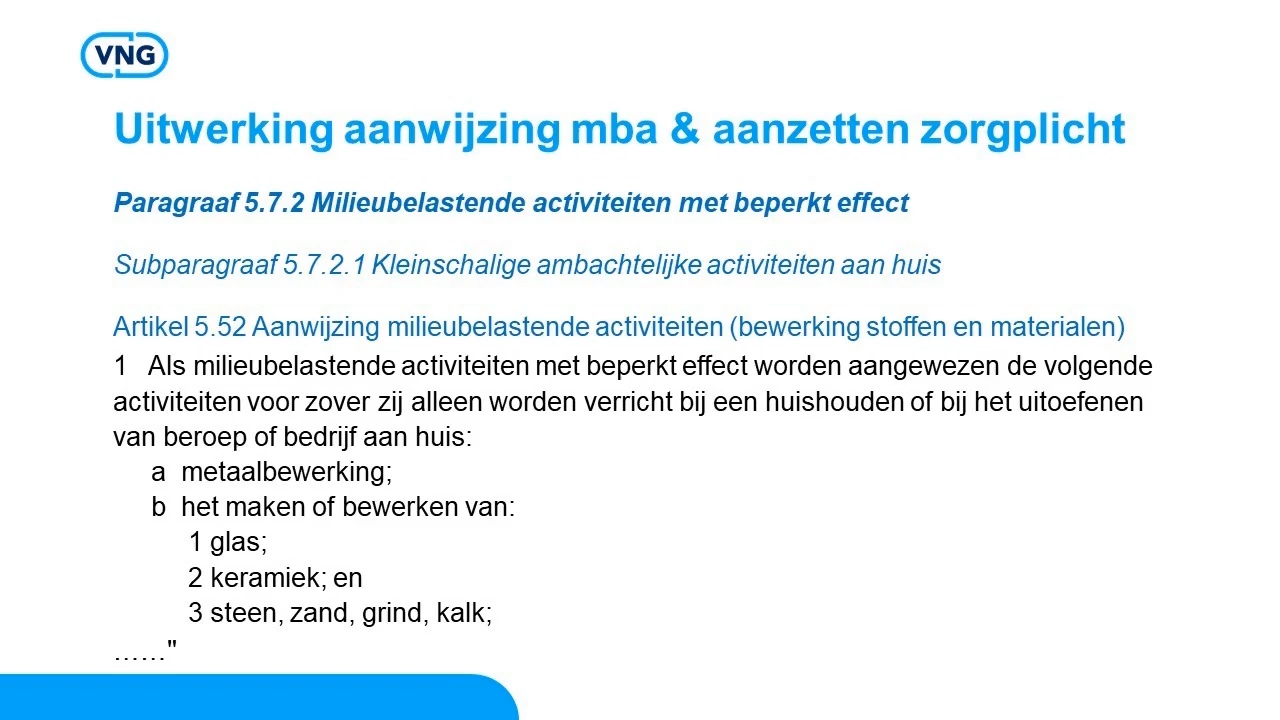 VNG
Uitwerking aanwijzing mba & aanzetten zorgplicht
Paragraaf 5.7.2 Milieubelastende activiteiten met beperkt effect
Subparagraaf 5.7.2.1 Kleinschalige ambachtelijke activiteiten aan huis
Artikel 5.52 Aanwijzing milieubelastende activiteiten (bewerking stoffen en materialen)
1 Als milieubelastende activiteiten met beperkt effect worden aangewezen de volgende
activiteiten voor zover zij alleen worden verricht bij een huishouden of bij het uitoefenen
van beroep of bedrijf aan huis:
a metaalbewerking;
b het maken of bewerken van:
1 glas;
2 keramiek; en
3 steen, zand, grind, kalk;
……"